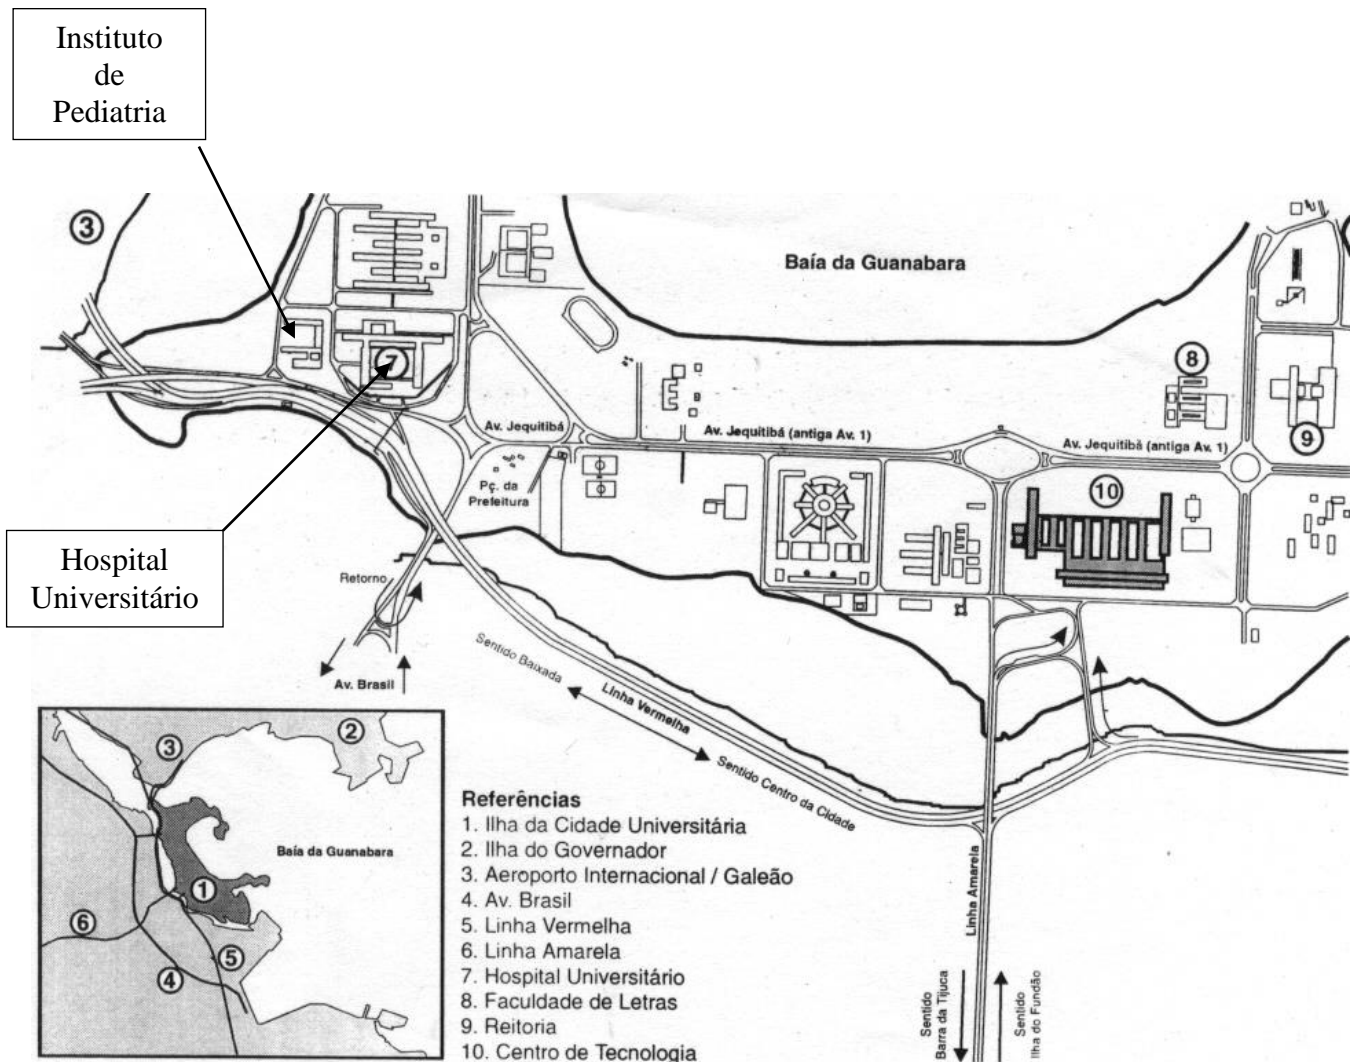 Instituto
de
Pediatria
3
Baía da Guanabara
7
8
9
Av. Jequitibá
Av. Jequitibá (antiga Av. 1)
Av. Jequitibá (antiga Av. 1)
10
Pç. da
Prefeitura
Hospital
Universitário
Retorno
Av. Brasil
Sentido Baixada
Linha Vermelha
Sentido Centro da Cidade
Linha Amarela
Sentido
Barra da Tijuca
Sentido
Ilha do Fundão
2
3
Baía da Guanabara
1
6
5
4
Referências
1. Ilha da Cidade Universitária
2. Ilha do Governador
3. Aeroporto Internacional / Galeão
4. Av. Brasil
5. Linha Vermelha
6. Linha Amarela
7. Hospital Universitário
8. Faculdade de Letras
9. Reitoria
10. Centro de Tecnologia